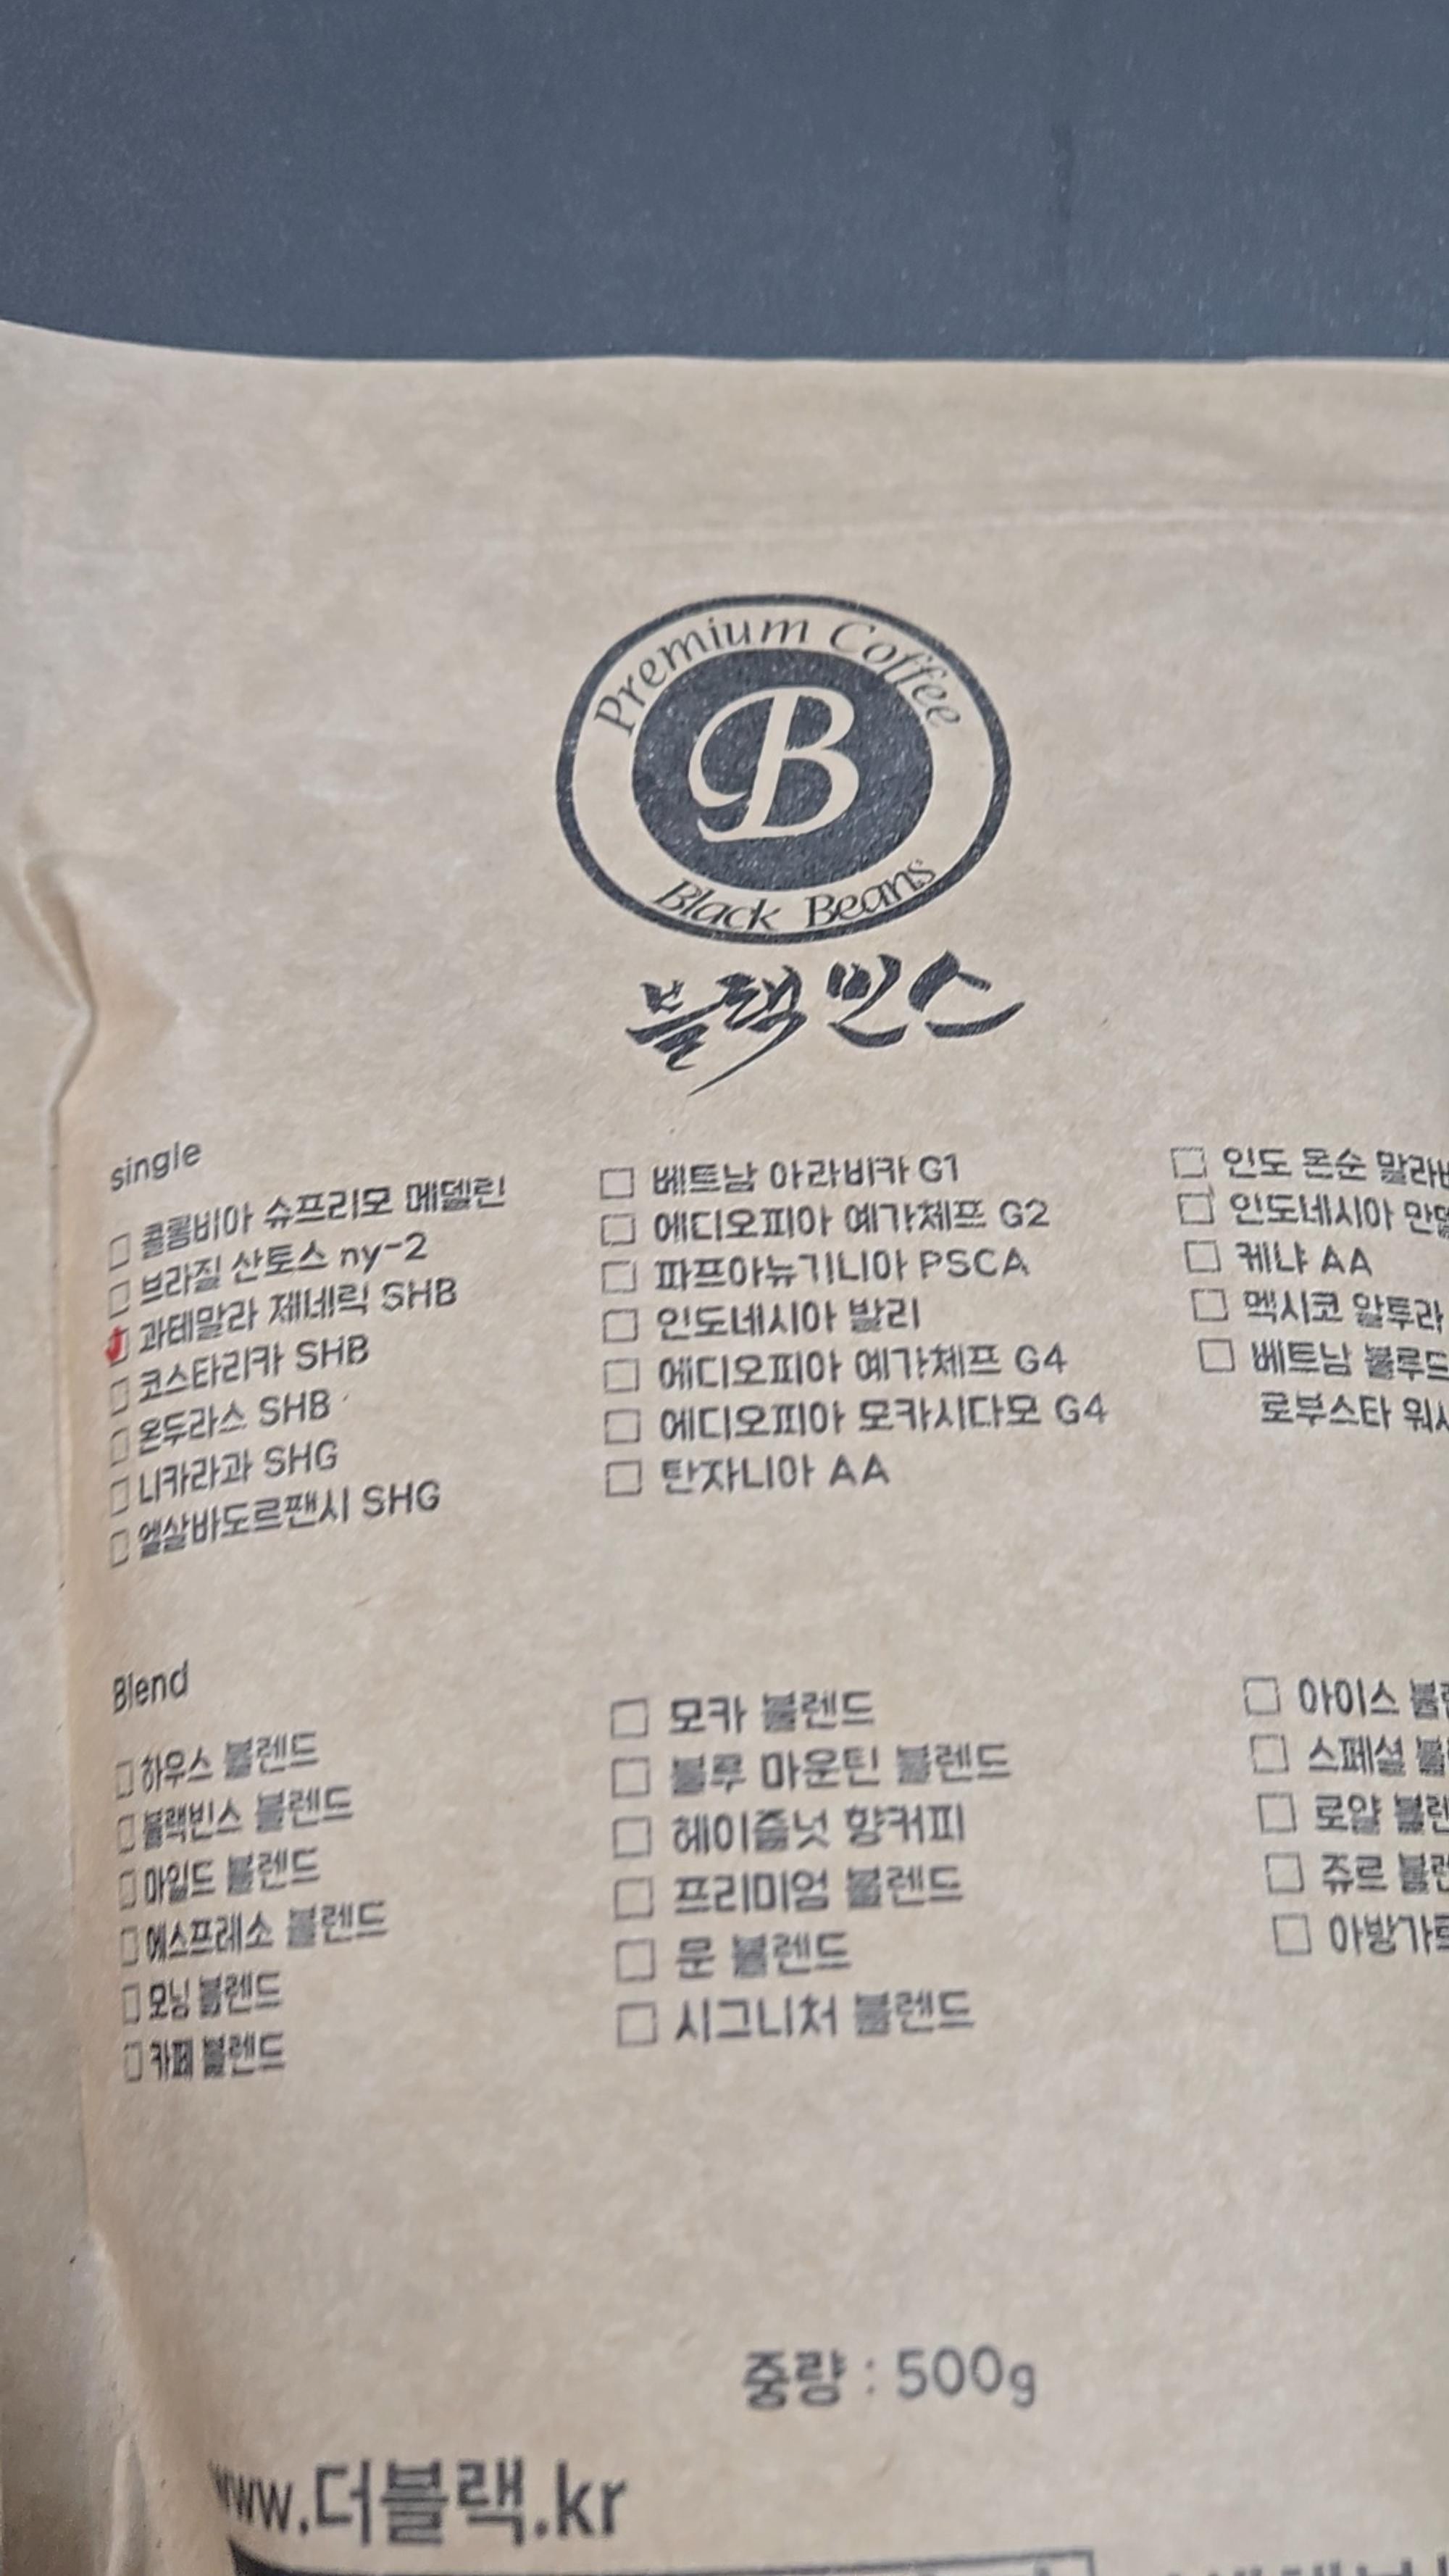 Premium Coffee
B
Black Beans
블랙빈스
single
□ 콜롬비아 슈프리모 메델린
□ 브라질 산토스 ny-2
□ 과테말라 제네릭 SHB
□ 코스타리카 SHB
□ 온두라스 SHB
□ 니카라과 SHG
□ 엘살바도르팬시 SHG
□ 베트남 아라비카 G1
□ 에디오피아 예가체프 G2
□ 파프아뉴기니아 PSCA
□ 인도네시아 발리
□ 에디오피아 예가체프 G4
□ 에디오피아 모카시다모 G4
□ 탄자니아 AA
□ 인도 몬순
□ 인도네시아
□ 케냐 AA
□ 멕시코 알투라
□ 베트남 블루드
로부스타
Blend
□ 하우스 블렌드
□ 블랙빈스 블렌드
□ 마일드 블렌드
□ 에스프레소 블렌드
□ 모닝 블렌드
□ 카페 블렌드
□ 모카 블렌드
□ 블루 마운틴 블렌드
□ 헤이즐넛 향커피
□ 프리미엄 블렌드
□ 문 블렌드
□ 시그니처 블렌드
□ 아이스
□ 스페셜
□ 로얄
□ 쥬르
□ 아방가르
중량 : 500g
www.더블랙.kr